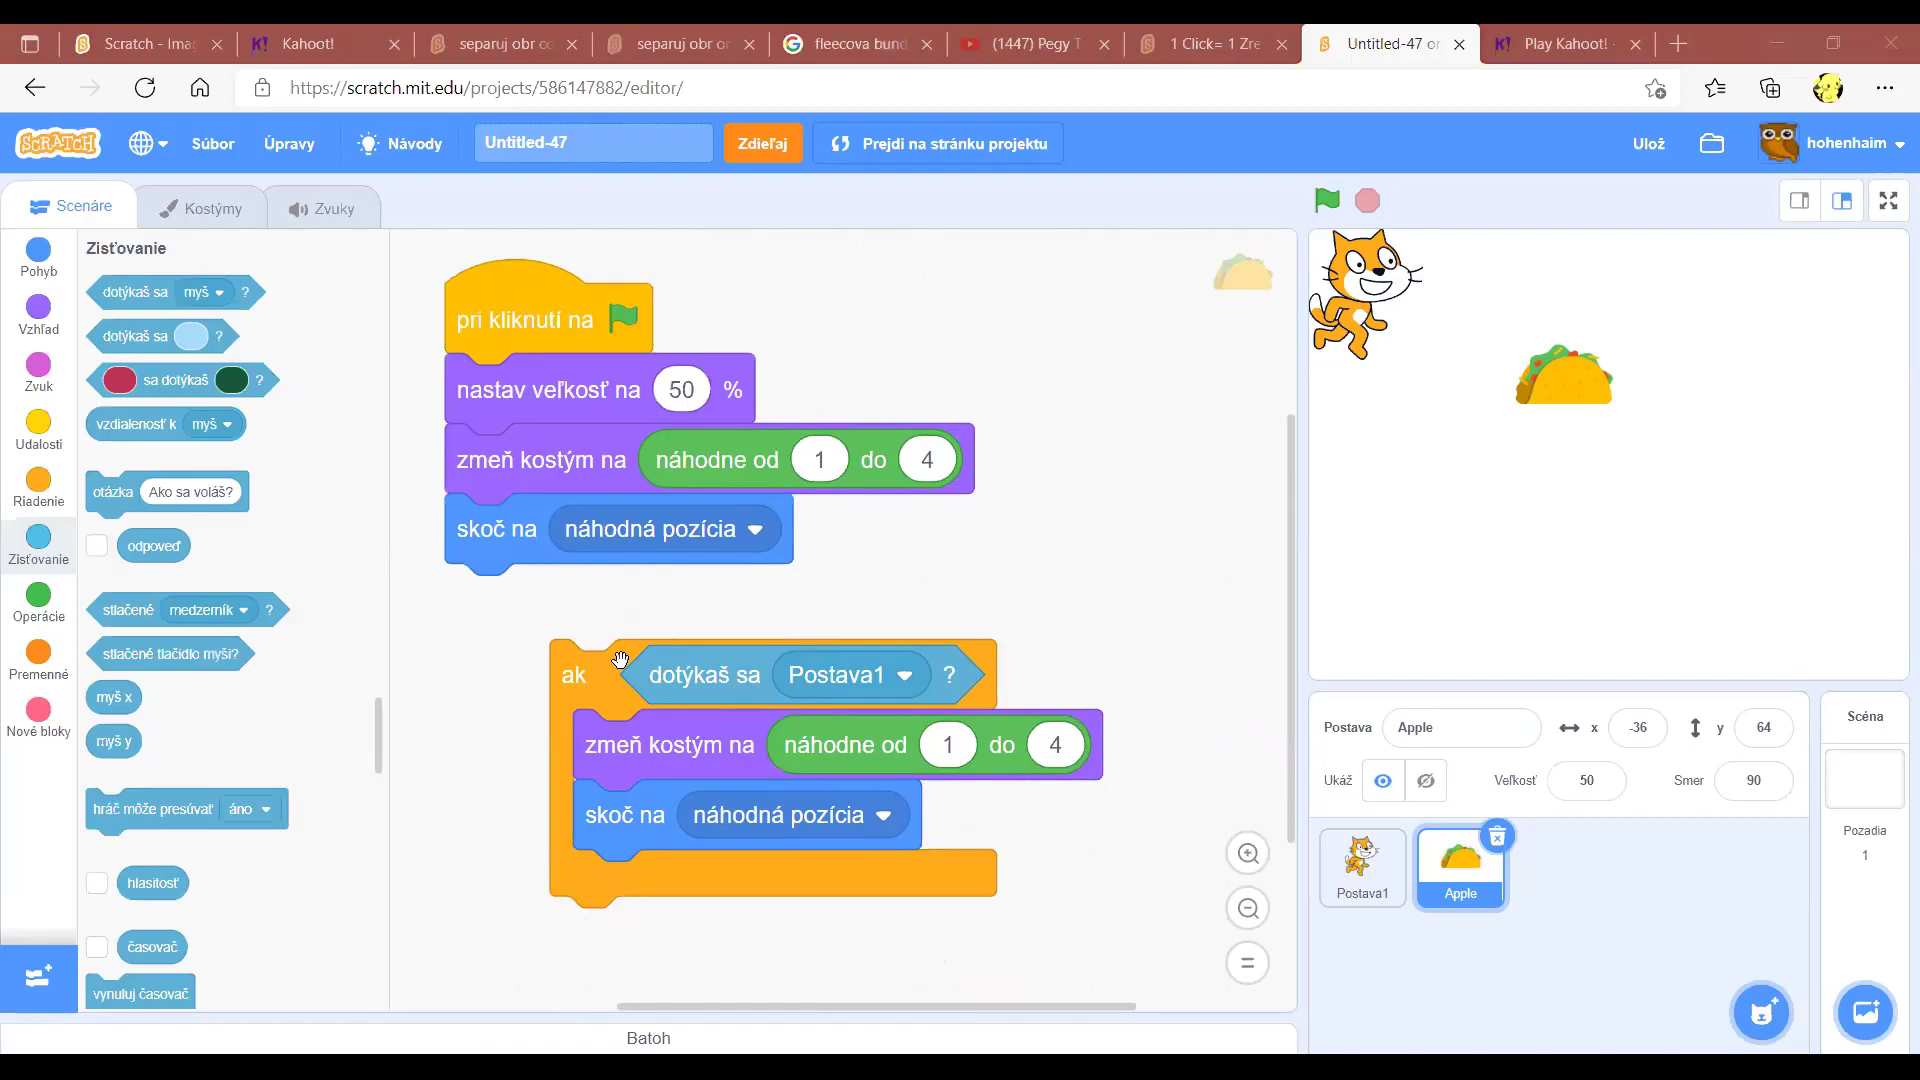 Scratch - Imag
Kahoot!
separuj obr co
separuj obr or
fleecova bund
(1447) Pegy T
1 Click= 1 Zre
Untitled-47 or
Play Kahoot! -
https://scratch.mit.edu/projects/586147882/editor/
SCRATCH
Súbor
Úpravy
Návody
Untitled-47
Zdieľaj
Prejdi na stránku projektu
Ulož
hohenhaim
Scenáre
Kostýmy
Zvuky
Pohyb
Vzhľad
Zvuk
Udalosti
Riadenie
Zisťovanie
Operácie
Premenné
Nové bloky
Zisťovanie
dotýkaš sa myš ?
dotýkaš sa ?
sa dotýkaš ?
vzdialenosť k myš
otázka Ako sa voláš?
odpoveď
stlačené medzerník ?
stlačené tlačidlo myši?
myš x
myš y
hráč môže presúvať áno
hlasitosť
časovač
vynuluj časovač
pri kliknutí na
nastav veľkosť na 50 %
zmeň kostým na náhodne od 1 do 4
skoč na náhodná pozícia
ak dotýkaš sa Postava1 ?
zmeň kostým na náhodne od 1 do 4
skoč na náhodná pozícia
Batoh
Postava Apple x -36 y 64
Ukáž Veľkosť 50 Smer 90
Postava1
Apple
Scéna
Pozadia
1